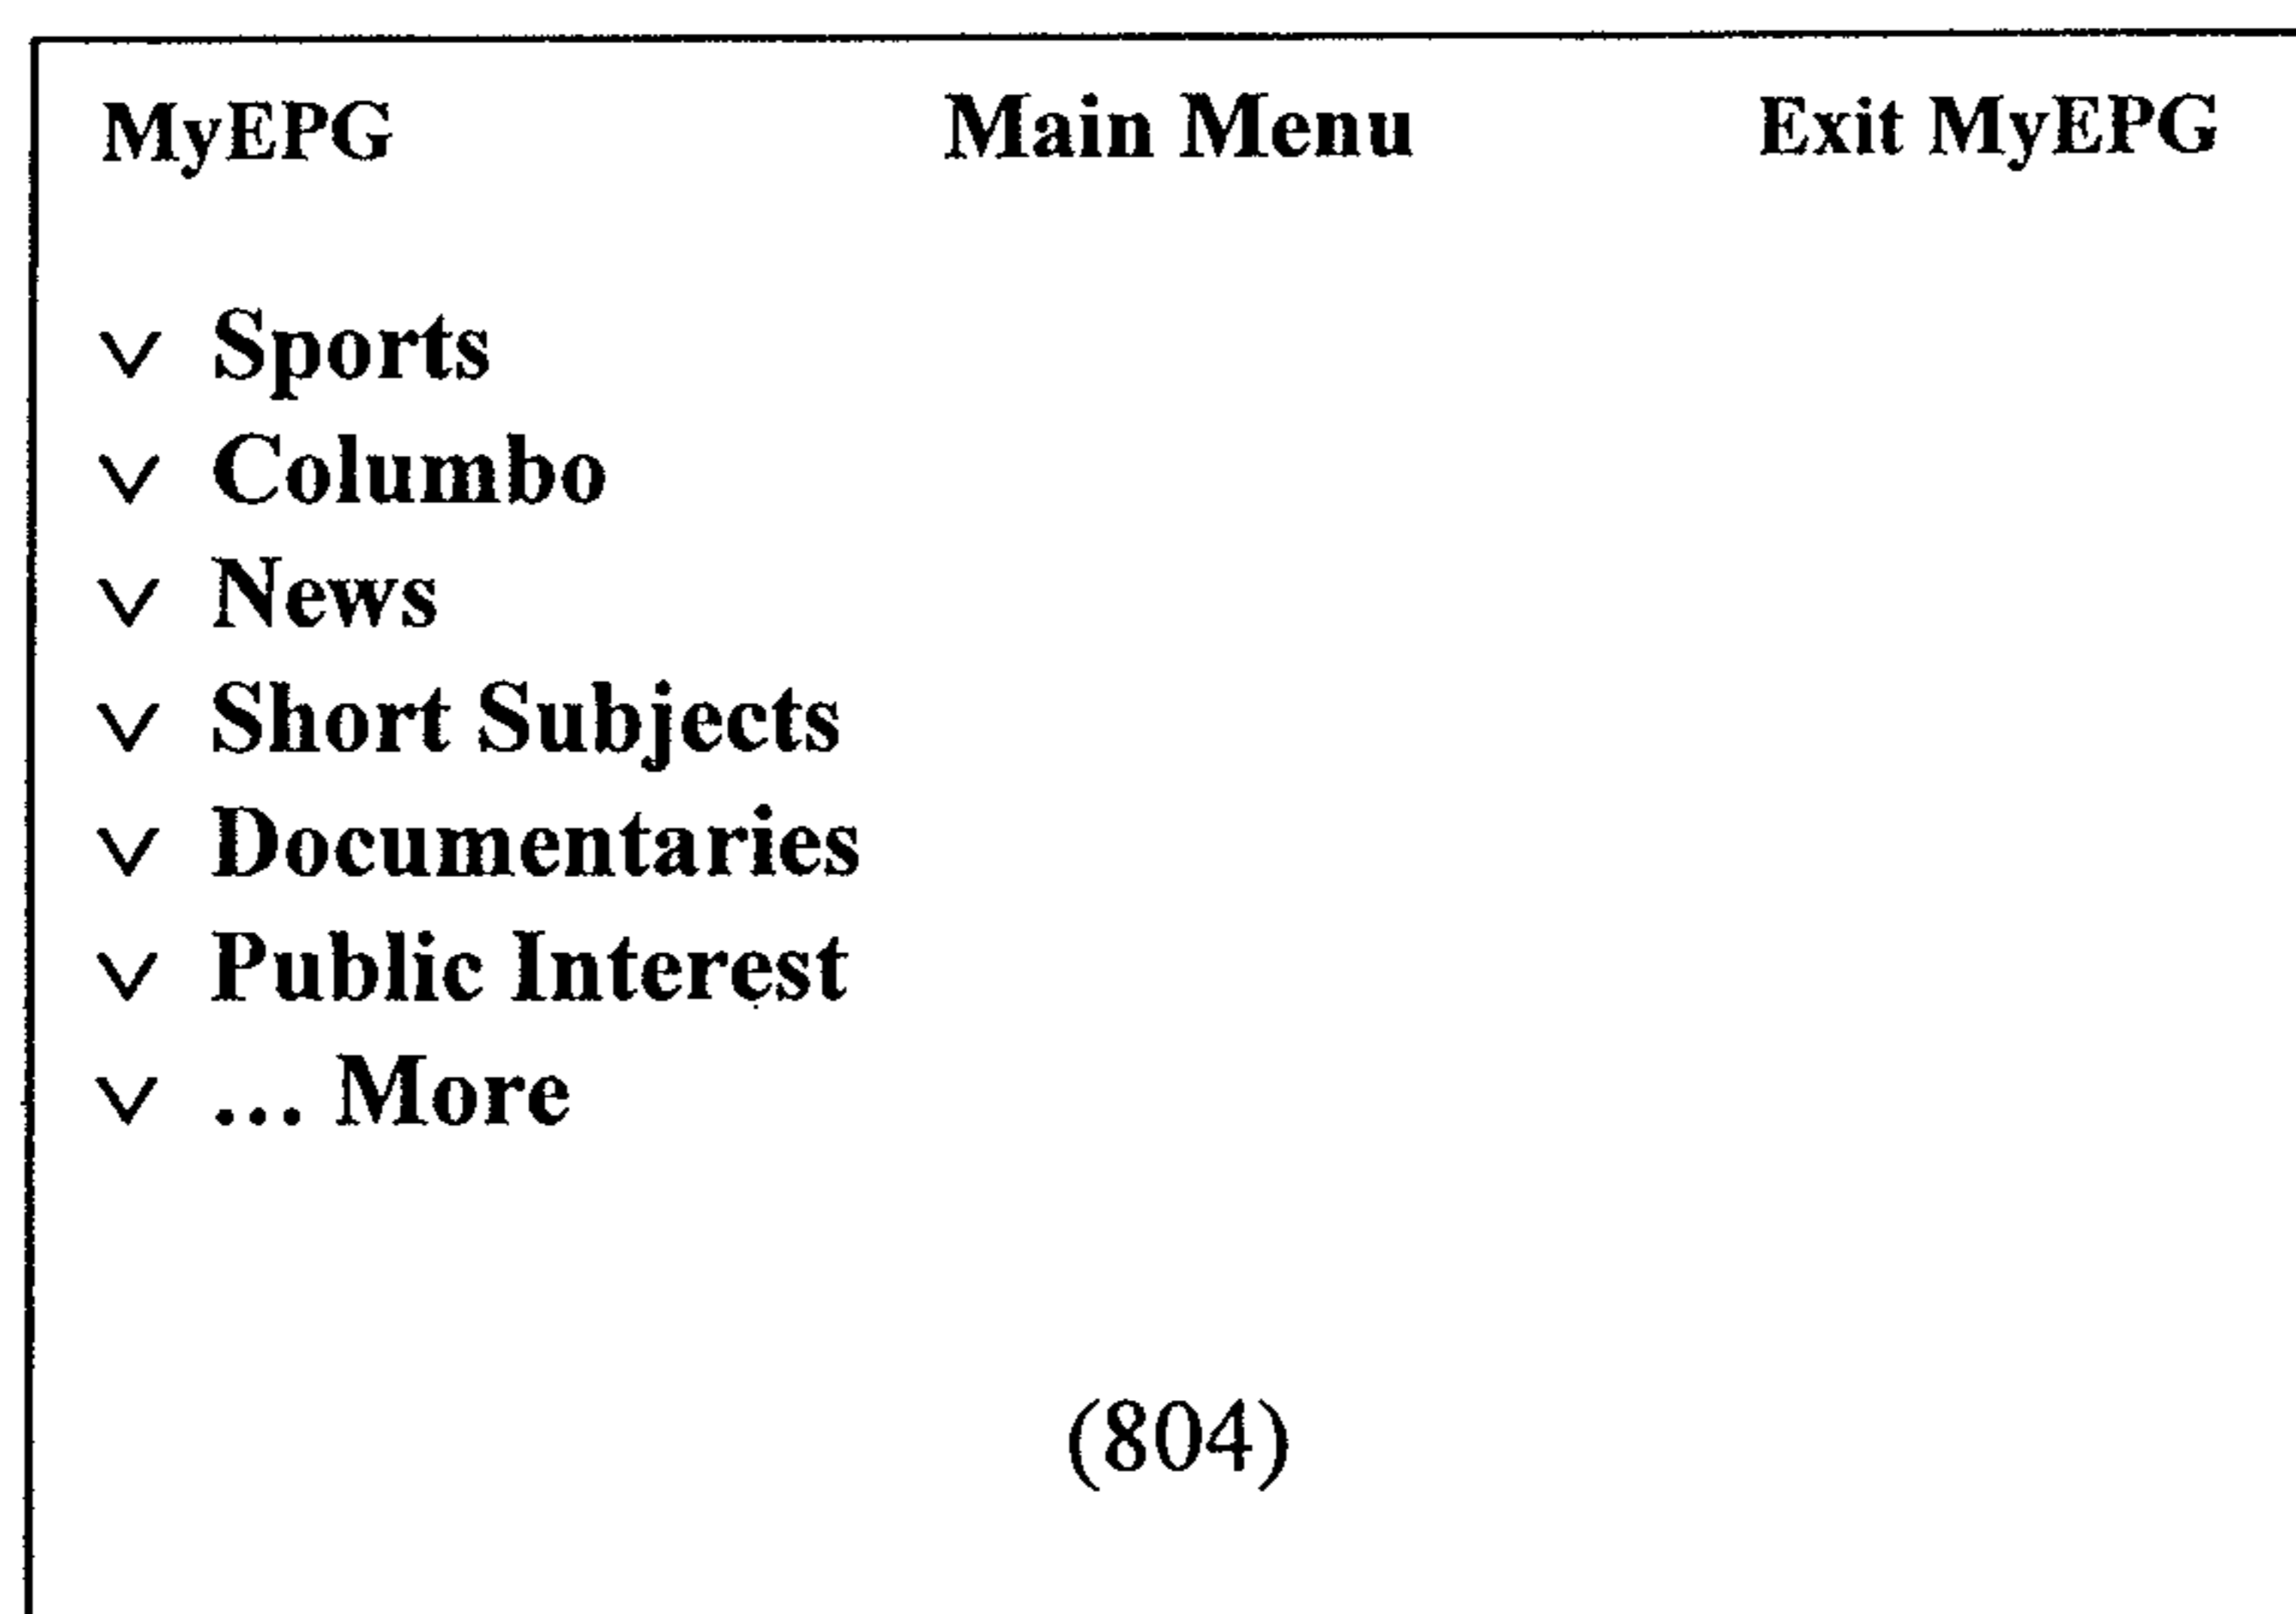 MyEPG Main Menu Exit MyEPG
∨ Sports
∨ Columbo
∨ News
∨ Short Subjects
∨ Documentaries
∨ Public Interest
∨ ... More
(804)